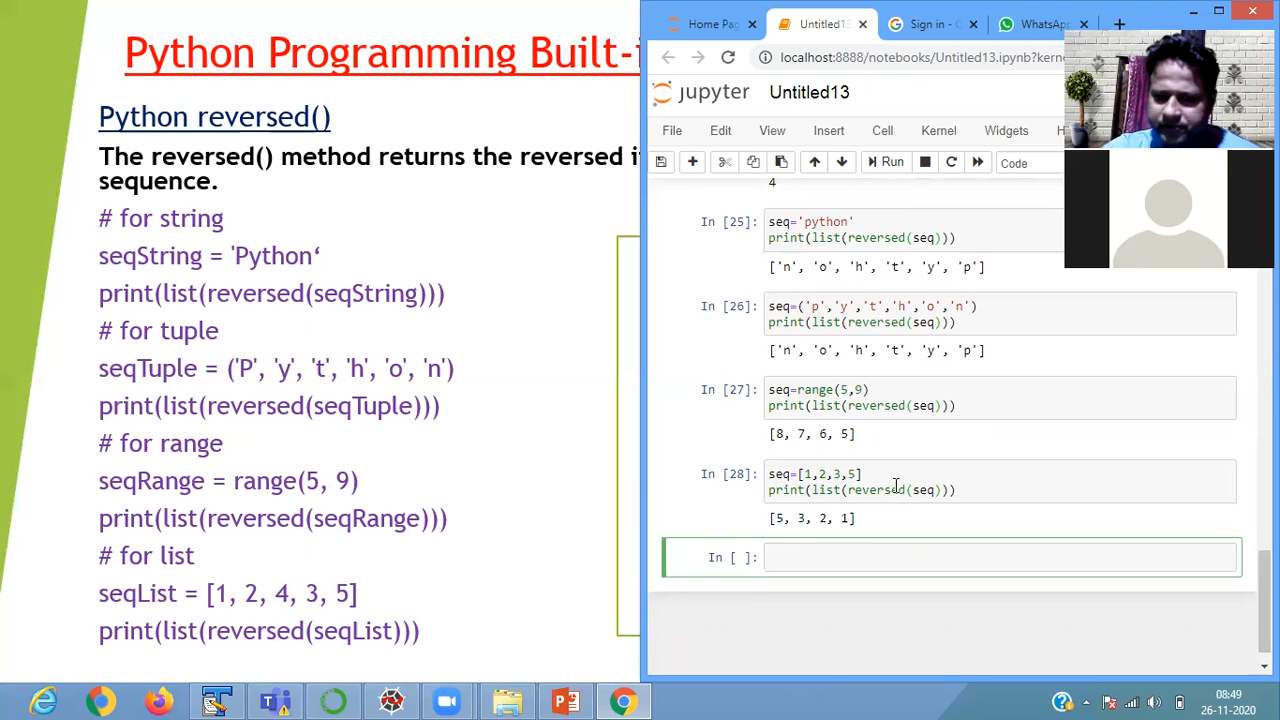 Python Programming Built-i
Python reversed()
The reversed() method returns the reversed it
sequence.
# for string
seqString = 'Python‘
print(list(reversed(seqString)))
# for tuple
seqTuple = ('P', 'y', 't', 'h', 'o', 'n')
print(list(reversed(seqTuple)))
# for range
seqRange = range(5, 9)
print(list(reversed(seqRange)))
# for list
seqList = [1, 2, 4, 3, 5]
print(list(reversed(seqList)))
Home Pag
Untitled13
Sign in - G
WhatsApp
localhost:8888/notebooks/Untitled13.ipynb?kerne
jupyter Untitled13
File Edit View Insert Cell Kernel Widgets H
Run Code
4
In [25]: seq='python'
print(list(reversed(seq)))
['n', 'o', 'h', 't', 'y', 'p']
In [26]: seq=('p','y','t','h','o','n')
print(list(reversed(seq)))
['n', 'o', 'h', 't', 'y', 'p']
In [27]: seq=range(5,9)
print(list(reversed(seq)))
[8, 7, 6, 5]
In [28]: seq=[1,2,3,5]
print(list(reversed(seq)))
[5, 3, 2, 1]
In [ ]:
08:49
26-11-2020